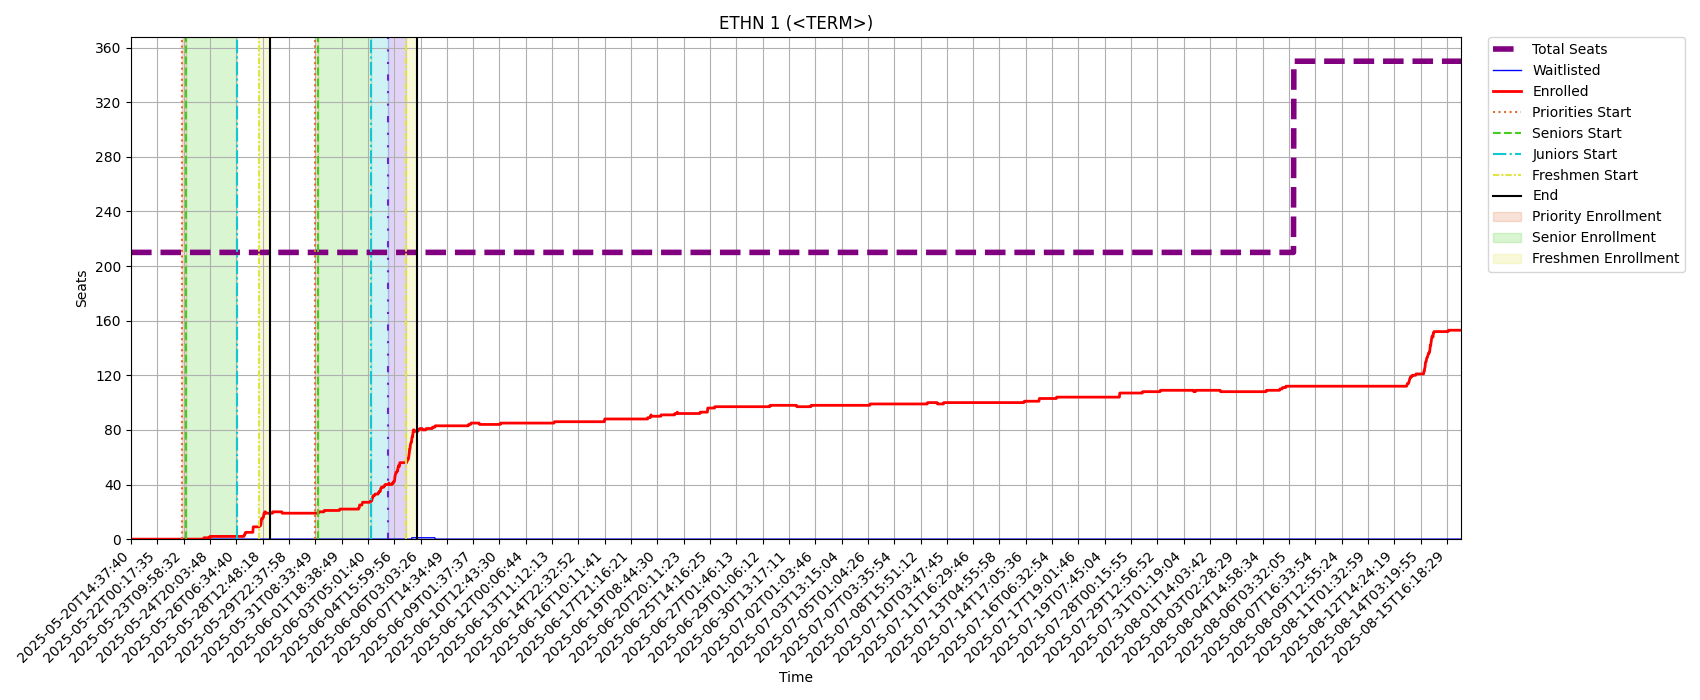 ETHN 1 (<TERM>)
360
320
280
240
200
160
120
80
40
0
Seats
2025-05-20T14:37:40
2025-05-22T00:17:35
2025-05-23T09:58:32
2025-05-24T20:03:48
2025-05-26T06:34:40
2025-05-28T12:48:18
2025-05-29T22:37:58
2025-05-31T08:33:49
2025-06-01T18:38:49
2025-06-03T05:01:40
2025-06-04T15:59:56
2025-06-06T03:03:26
2025-06-07T14:34:49
2025-06-09T01:37:37
2025-06-10T12:43:30
2025-06-12T00:06:44
2025-06-13T11:12:13
2025-06-14T22:32:52
2025-06-16T10:11:41
2025-06-17T21:16:21
2025-06-19T08:44:30
2025-06-20T20:11:23
2025-06-25T14:16:25
2025-06-27T01:46:13
2025-06-29T01:06:12
2025-06-30T13:17:11
2025-07-02T01:03:46
2025-07-03T13:15:04
2025-07-05T01:04:26
2025-07-07T03:35:54
2025-07-08T15:51:12
2025-07-10T03:47:45
2025-07-11T16:29:46
2025-07-13T04:55:58
2025-07-14T17:05:36
2025-07-16T06:32:54
2025-07-17T19:01:46
2025-07-19T07:45:04
2025-07-28T00:15:55
2025-07-29T12:56:52
2025-07-31T01:19:04
2025-08-01T14:03:42
2025-08-03T02:28:29
2025-08-04T14:58:34
2025-08-06T03:32:05
2025-08-07T16:33:54
2025-08-09T12:55:24
2025-08-11T01:32:59
2025-08-12T14:24:19
2025-08-14T03:19:55
2025-08-15T16:18:29
Time
Total Seats
Waitlisted
Enrolled
Priorities Start
Seniors Start
Juniors Start
Freshmen Start
End
Priority Enrollment
Senior Enrollment
Freshmen Enrollment